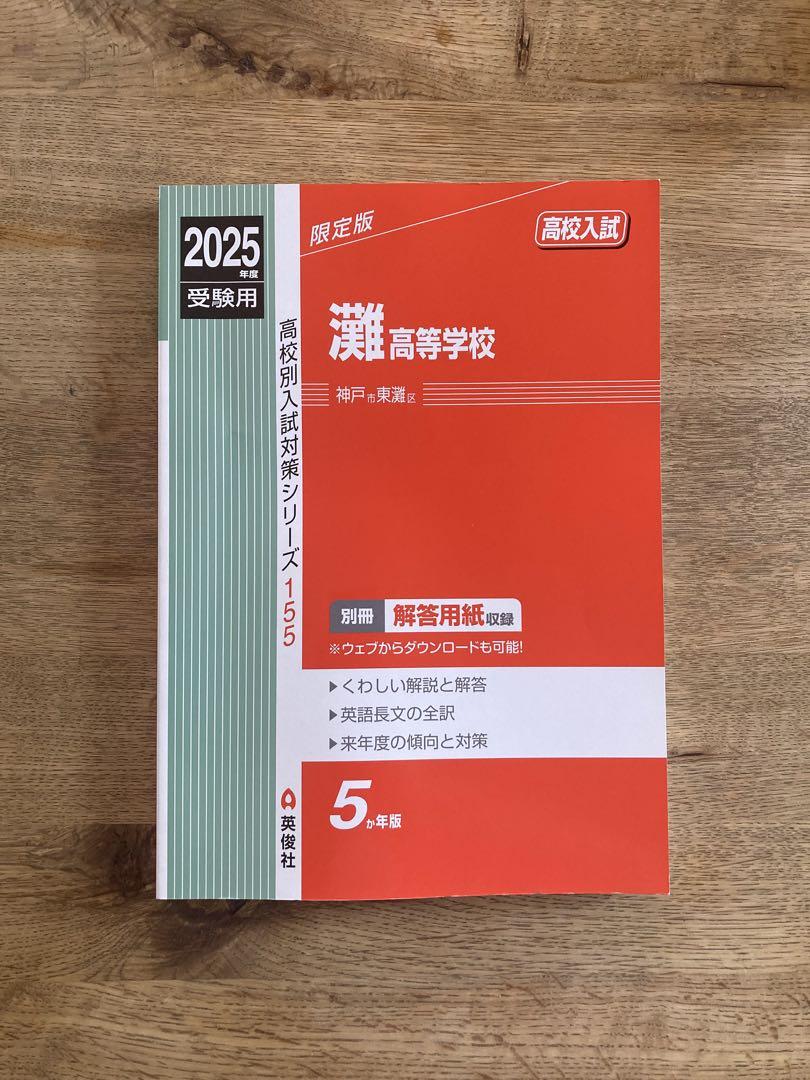 2025
年度
受験用
高校別入試対策シリーズ155
英俊社
限定版
高校入試
灘高等学校
神戸市東灘区
別冊 解答用紙収録
※ウェブからダウンロードも可能!
▶くわしい解説と解答
▶英語長文の全訳
▶来年度の傾向と対策
5か年版